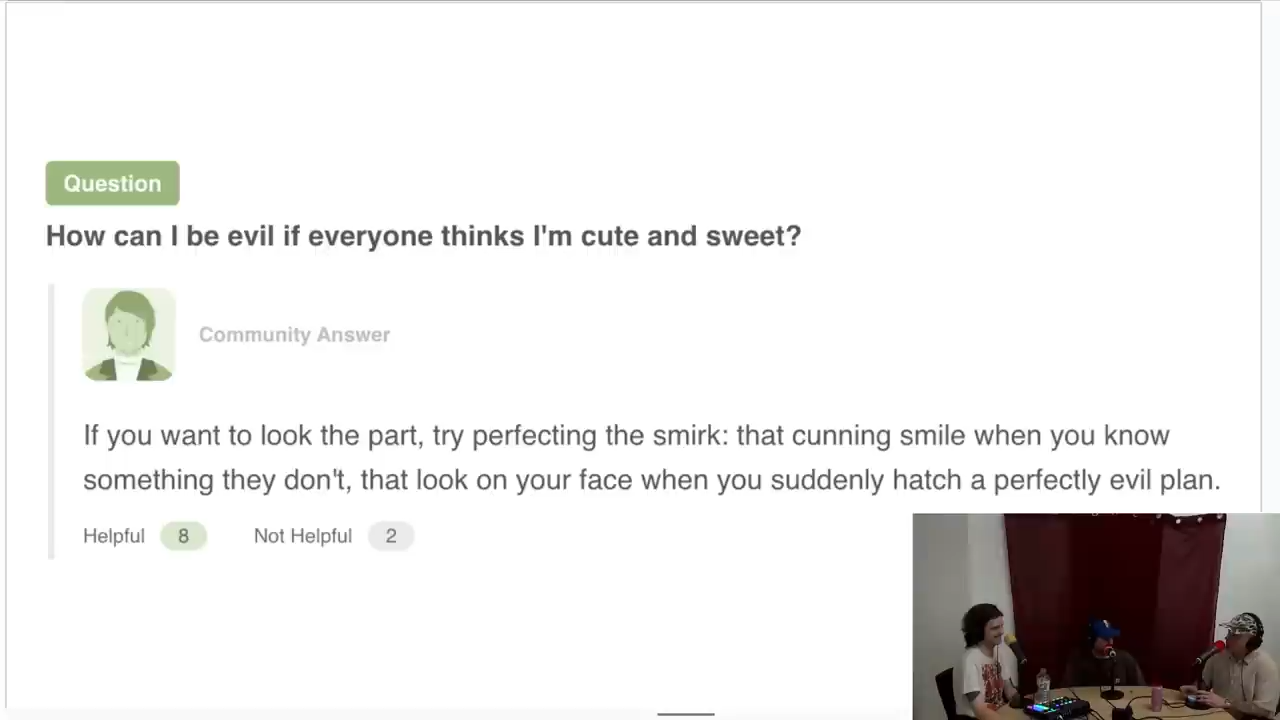 Question
How can I be evil if everyone thinks I'm cute and sweet?
Community Answer
If you want to look the part, try perfecting the smirk: that cunning smile when you know
something they don't, that look on your face when you suddenly hatch a perfectly evil plan.
Helpful 8 Not Helpful 2